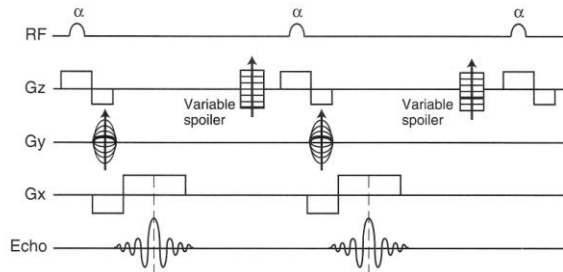 α α α
RF
Gz
Variable
spoiler
Variable
spoiler
Gy
Gx
Echo